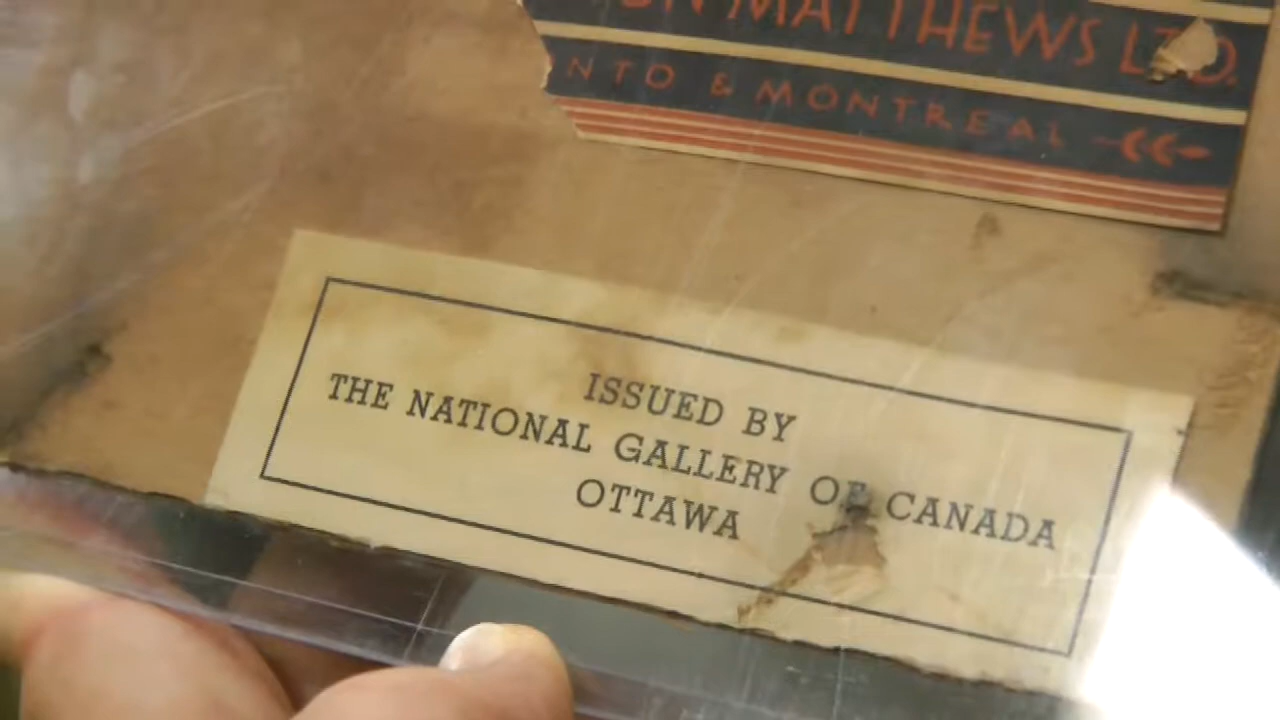 MATTHEWS LTD.
NTO & MONTREAL
ISSUED BY
THE NATIONAL GALLERY OF CANADA
OTTAWA